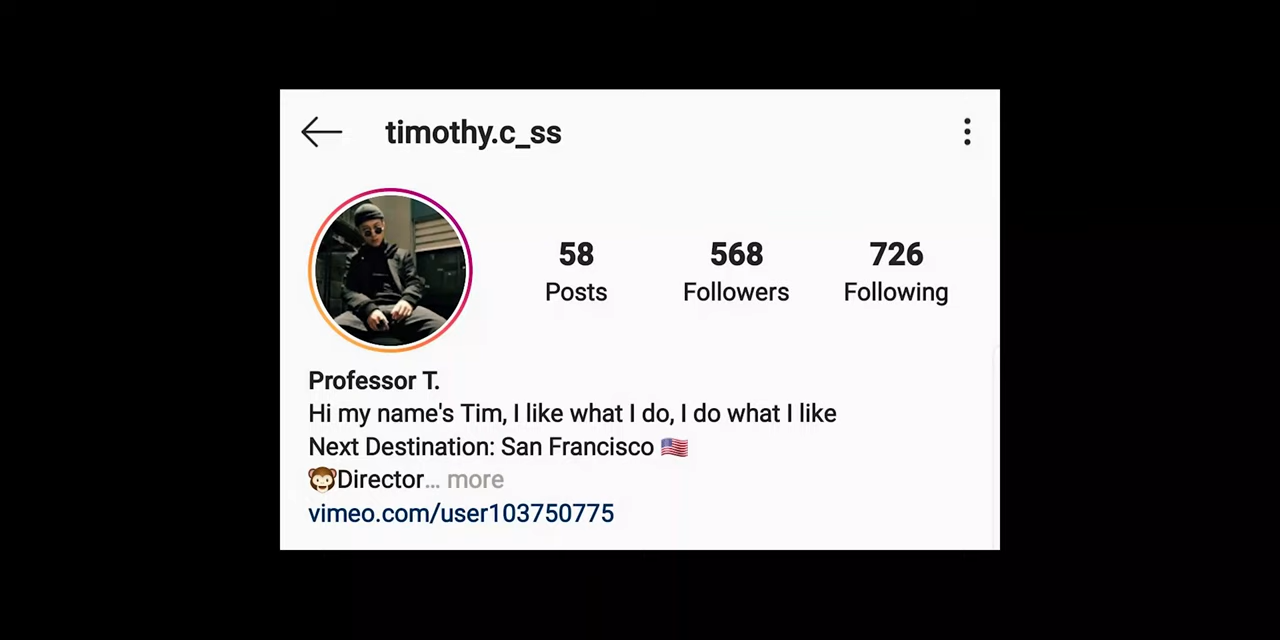 timothy.c_ss
58 568 726
Posts Followers Following
Professor T.
Hi my name's Tim, I like what I do, I do what I like
Next Destination: San Francisco 🇺🇸
🐵Director... more
vimeo.com/user103750775